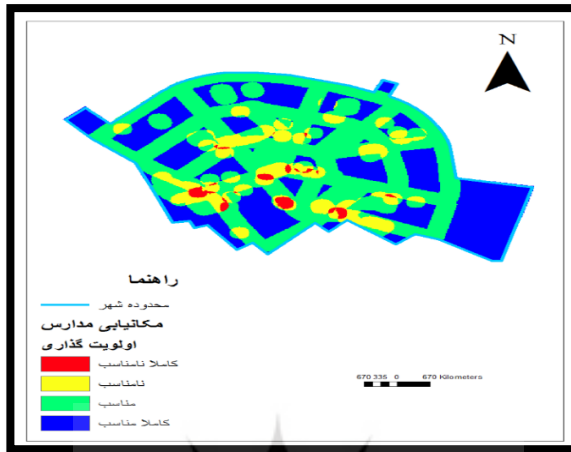 N
راهنما
محدوده شهر
مکانیابی مدارس
اولویت گذاری
کاملا نامناسب
نامناسب
مناسب
کاملا مناسب
670 335 0 670 Kilometers